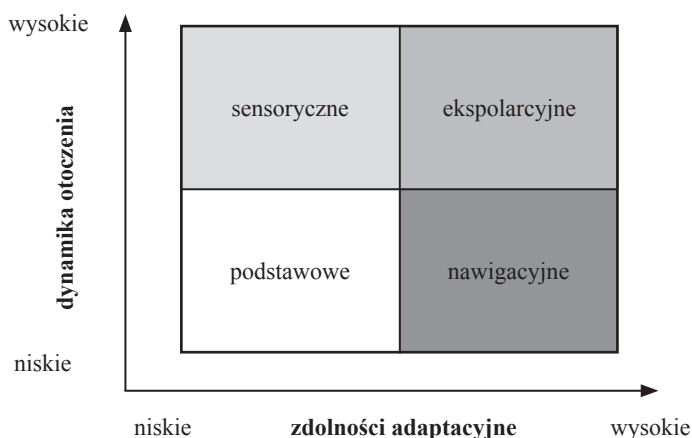 wysokie
sensoryczne
ekspolarcyjne
dynamika otoczenia
podstawowe
nawigacyjne
niskie
niskie
zdolności adaptacyjne
wysokie